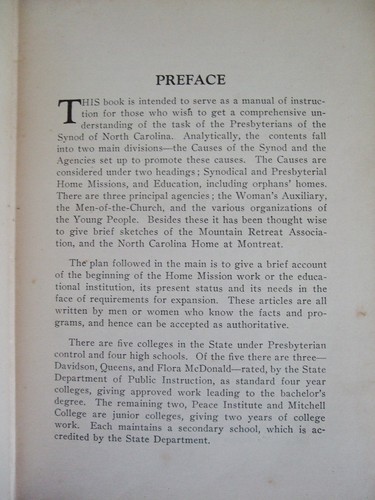 PREFACE
THIS book is intended to serve as a manual of instruc-
tion for those who wish to get a comprehensive un-
derstanding of the task of the Presbyterians of the
Synod of North Carolina. Analytically, the contents fall
into two main divisions—the Causes of the Synod and the
Agencies set up to promote these causes. The Causes are
considered under two headings; Synodical and Presbyterial
Home Missions, and Education, including orphans' homes.
There are three principal agencies; the Woman's Auxiliary,
the Men-of-the-Church, and the various organizations of
the Young People. Besides these it has been thought wise
to give brief sketches of the Mountain Retreat Associa-
tion, and the North Carolina Home at Montreat.
The plan followed in the main is to give a brief account
of the beginning of the Home Mission work or the edu-
cational institution, its present status and its needs in the
face of requirements for expansion. These articles are all
written by men or women who know the facts and pro-
grams, and hence can be accepted as authoritative.
There are five colleges in the State under Presbyterian
control and four high schools. Of the five there are three—
Davidson, Queens, and Flora McDonald—rated, by the State
Department of Public Instruction, as standard four year
colleges, giving approved work leading to the bachelor's
degree. The remaining two, Peace Institute and Mitchell
College are junior colleges, giving two years of college
work. Each maintains a secondary school, which is ac-
credited by the State Department.